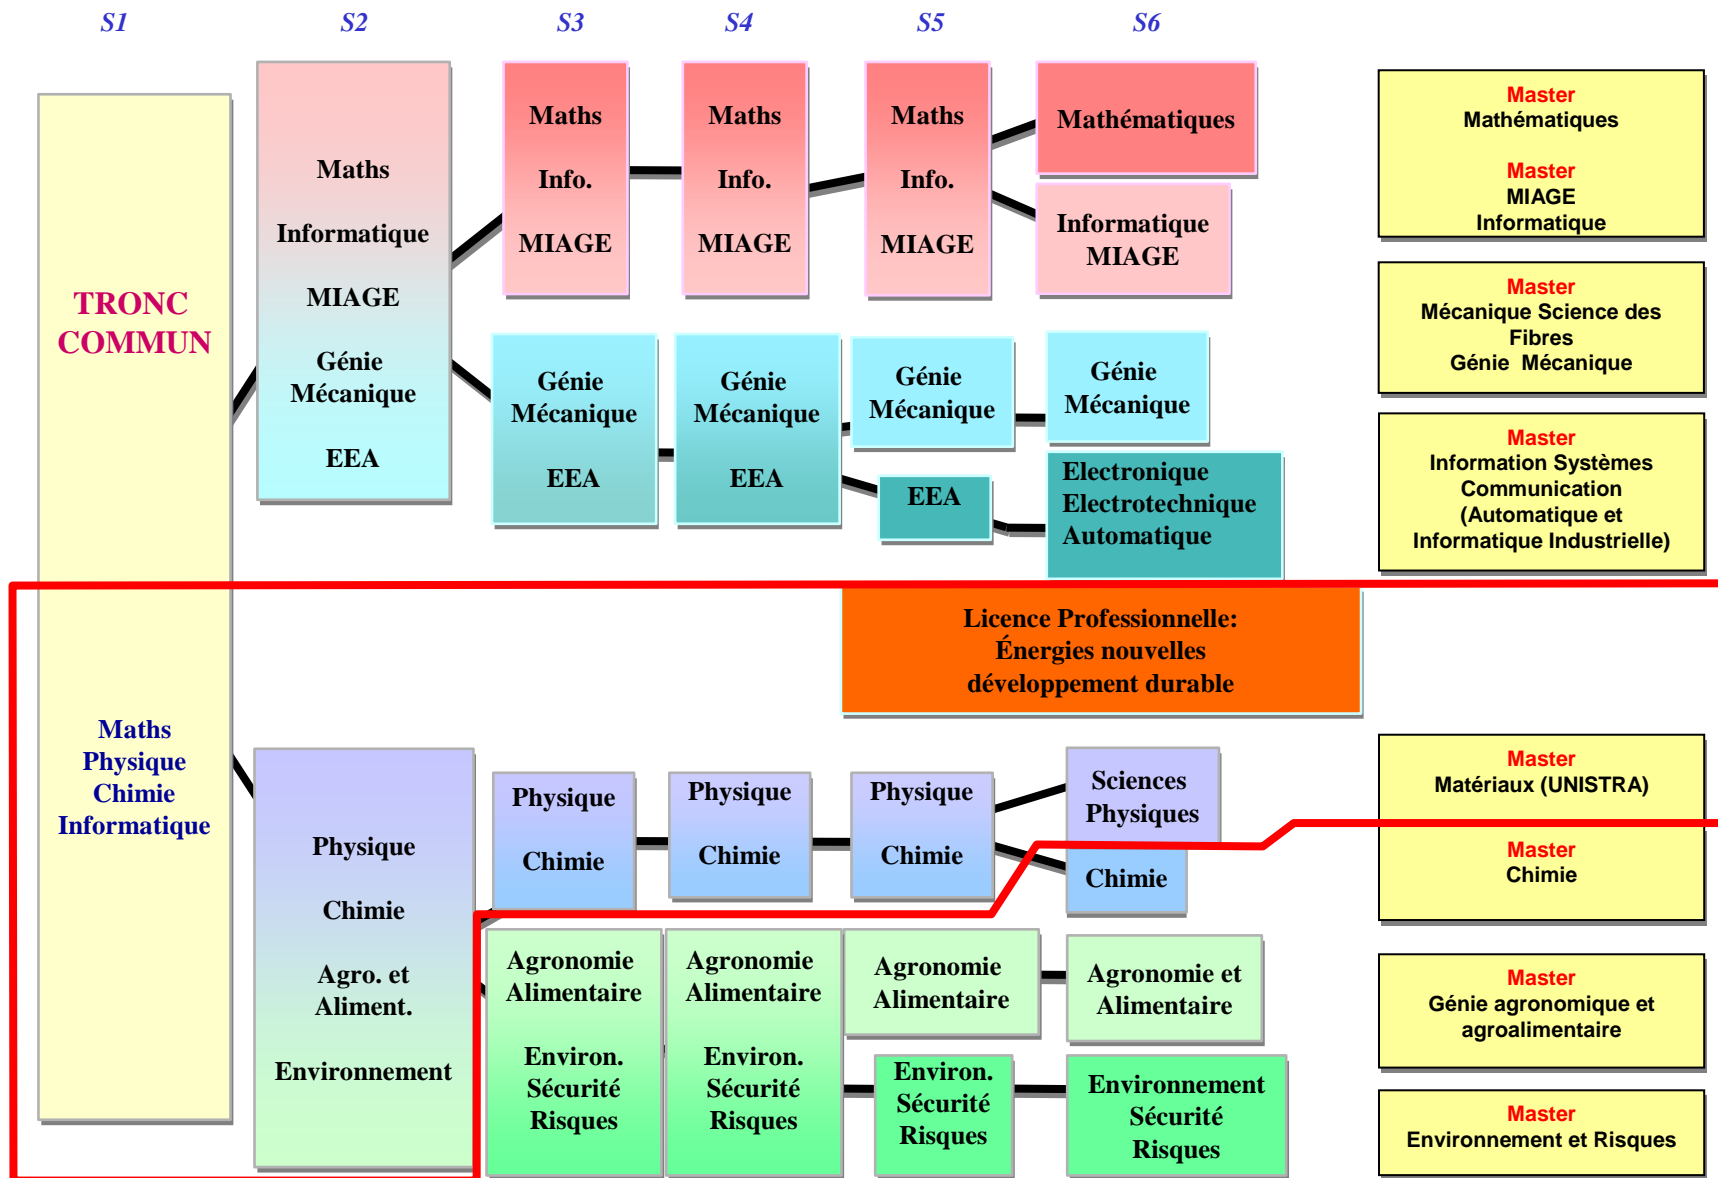 S1
S2
S3
S4
S5
S6
TRONC
COMMUN
Maths
Physique
Chimie
Informatique
Maths
Informatique
MIAGE
Génie
Mécanique
EEA
Maths
Info.
MIAGE
Maths
Info.
MIAGE
Maths
Info.
MIAGE
Mathématiques
Informatique
MIAGE
Génie
Mécanique
EEA
Génie
Mécanique
EEA
Génie
Mécanique
EEA
Génie
Mécanique
Electronique
Electrotechnique
Automatique
Licence Professionnelle:
Énergies nouvelles
développement durable
Physique
Chimie
Agro. et
Aliment.
Environnement
Physique
Chimie
Physique
Chimie
Physique
Chimie
Sciences
Physiques
Chimie
Agronomie
Alimentaire
Environ.
Sécurité
Risques
Agronomie
Alimentaire
Environ.
Sécurité
Risques
Agronomie
Alimentaire
Environ.
Sécurité
Risques
Agronomie et
Alimentaire
Environnement
Sécurité
Risques
Master
Mathématiques
Master
MIAGE
Informatique
Master
Mécanique Science des
Fibres
Génie Mécanique
Master
Information Systèmes
Communication
(Automatique et
Informatique Industrielle)
Master
Matériaux (UNISTRA)
Master
Chimie
Master
Génie agronomique et
agroalimentaire
Master
Environnement et Risques